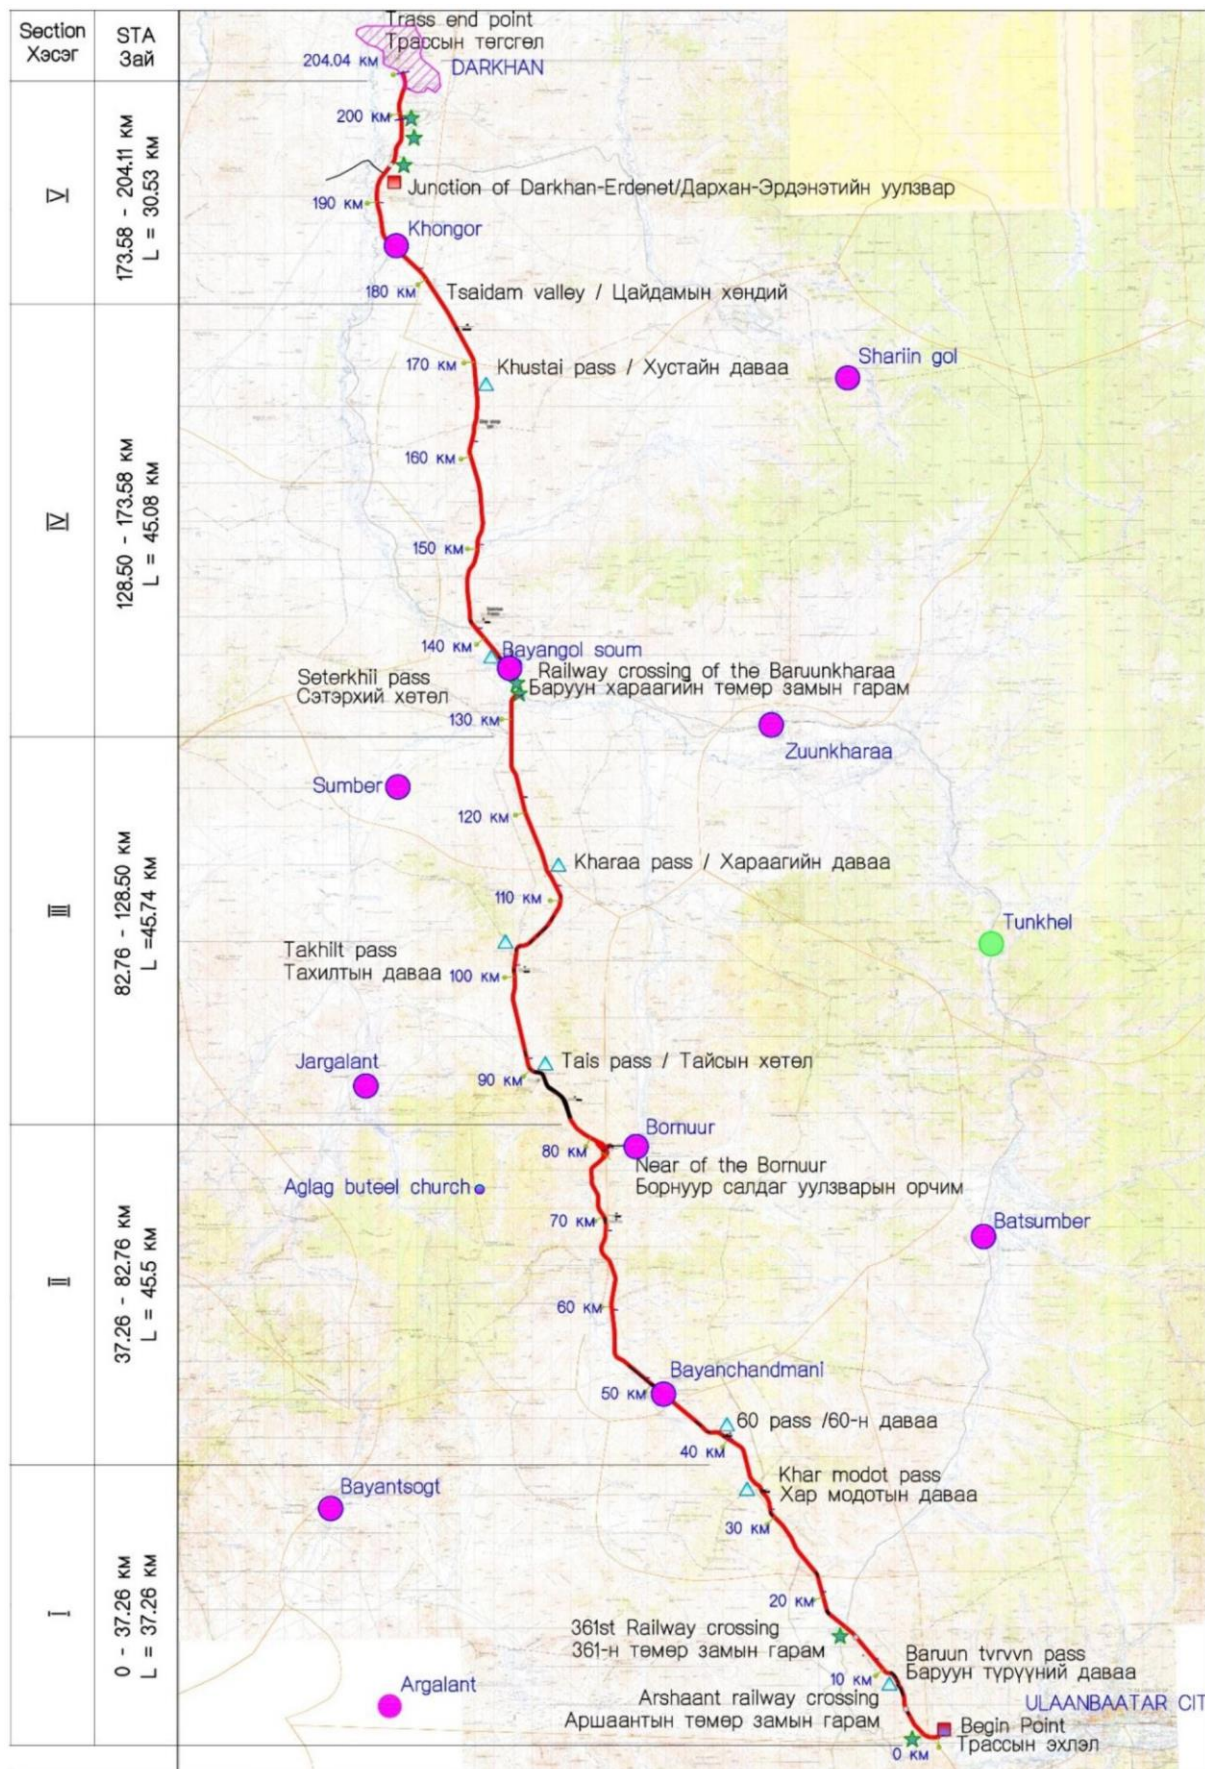 Section
Хэсэг
STA
Зай
V
173.58 - 204.11 км
L = 30.53 км
IV
128.50 - 173.58 км
L = 45.08 км
III
82.76 - 128.50 км
L =45.74 км
II
37.26 - 82.76 км
L = 45.5 км
I
0 - 37.26 км
L = 37.26 км
Trass end point
Трассын төгсгөл
204.04 км
DARKHAN
200 км
Junction of Darkhan-Erdenet/Дархан-Эрдэнэтийн уулзвар
190 км
Khongor
180 км
Tsaidam valley / Цайдамын хөндий
170 км
Khustai pass / Хустайн даваа
Shariin gol
160 км
150 км
140 км
Bayangol soum
Seterkhii pass
Сэтэрхий хөтөл
Railway crossing of the Baruunkharaa
Баруун хараагийн төмөр замын гарам
130 км
Zuunkharaa
Sumber
120 км
Kharaa pass / Хараагийн даваа
110 км
Tunkhel
Takhilt pass
Тахилтын даваа
100 км
Tais pass / Тайсын хөтөл
Jargalant
90 км
Bornuur
80 км
Near of the Bornuur
Борнуур салдаг уулзварын орчим
Aglag buteel church
70 км
Batsumber
60 км
Bayanchandmani
50 км
60 pass /60-н даваа
40 км
Khar modot pass
Хар модотын даваа
Bayantsogt
30 км
20 км
361st Railway crossing
361-н төмөр замын гарам
Baruun tvrvvn pass
Баруун түрүүний даваа
10 км
Argalant
Arshaant railway crossing
Аршаантын төмөр замын гарам
ULAANBAATAR CIT
Begin Point
Трассын эхлэл
0 км